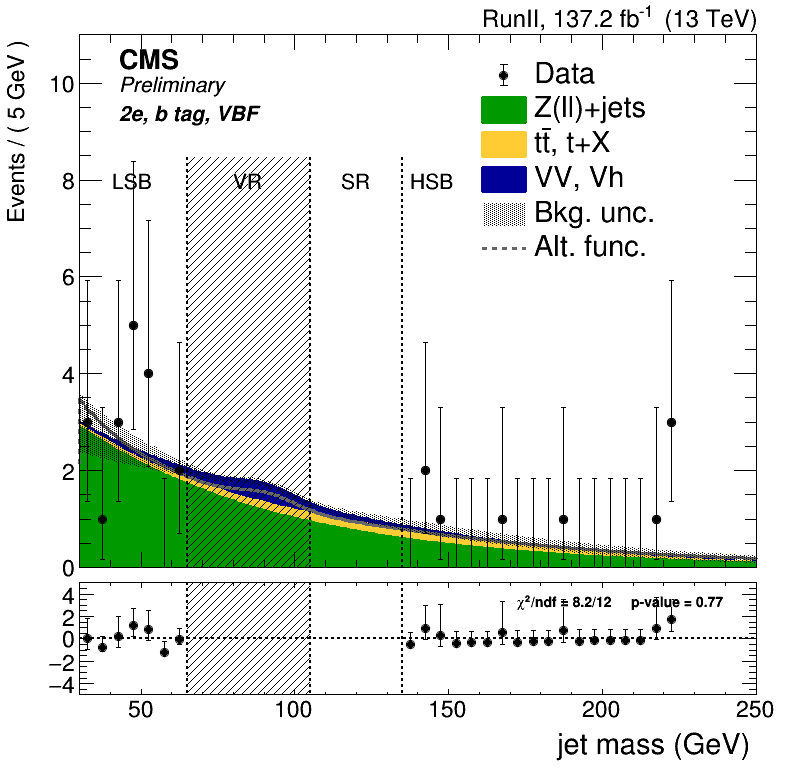 RunII, 137.2 fb⁻¹ (13 TeV)
CMS
Preliminary
2e, b tag, VBF
Data
Z(ll)+jets
tt̄, t+X
VV, Vh
Bkg. unc.
Alt. func.
LSB
VR
SR
HSB
Events / ( 5 GeV )
10
8
6
4
2
0
χ²/ndf = 8.2/12 p-value = 0.77
4
2
0
−2
−4
50 100 150 200 250
jet mass (GeV)